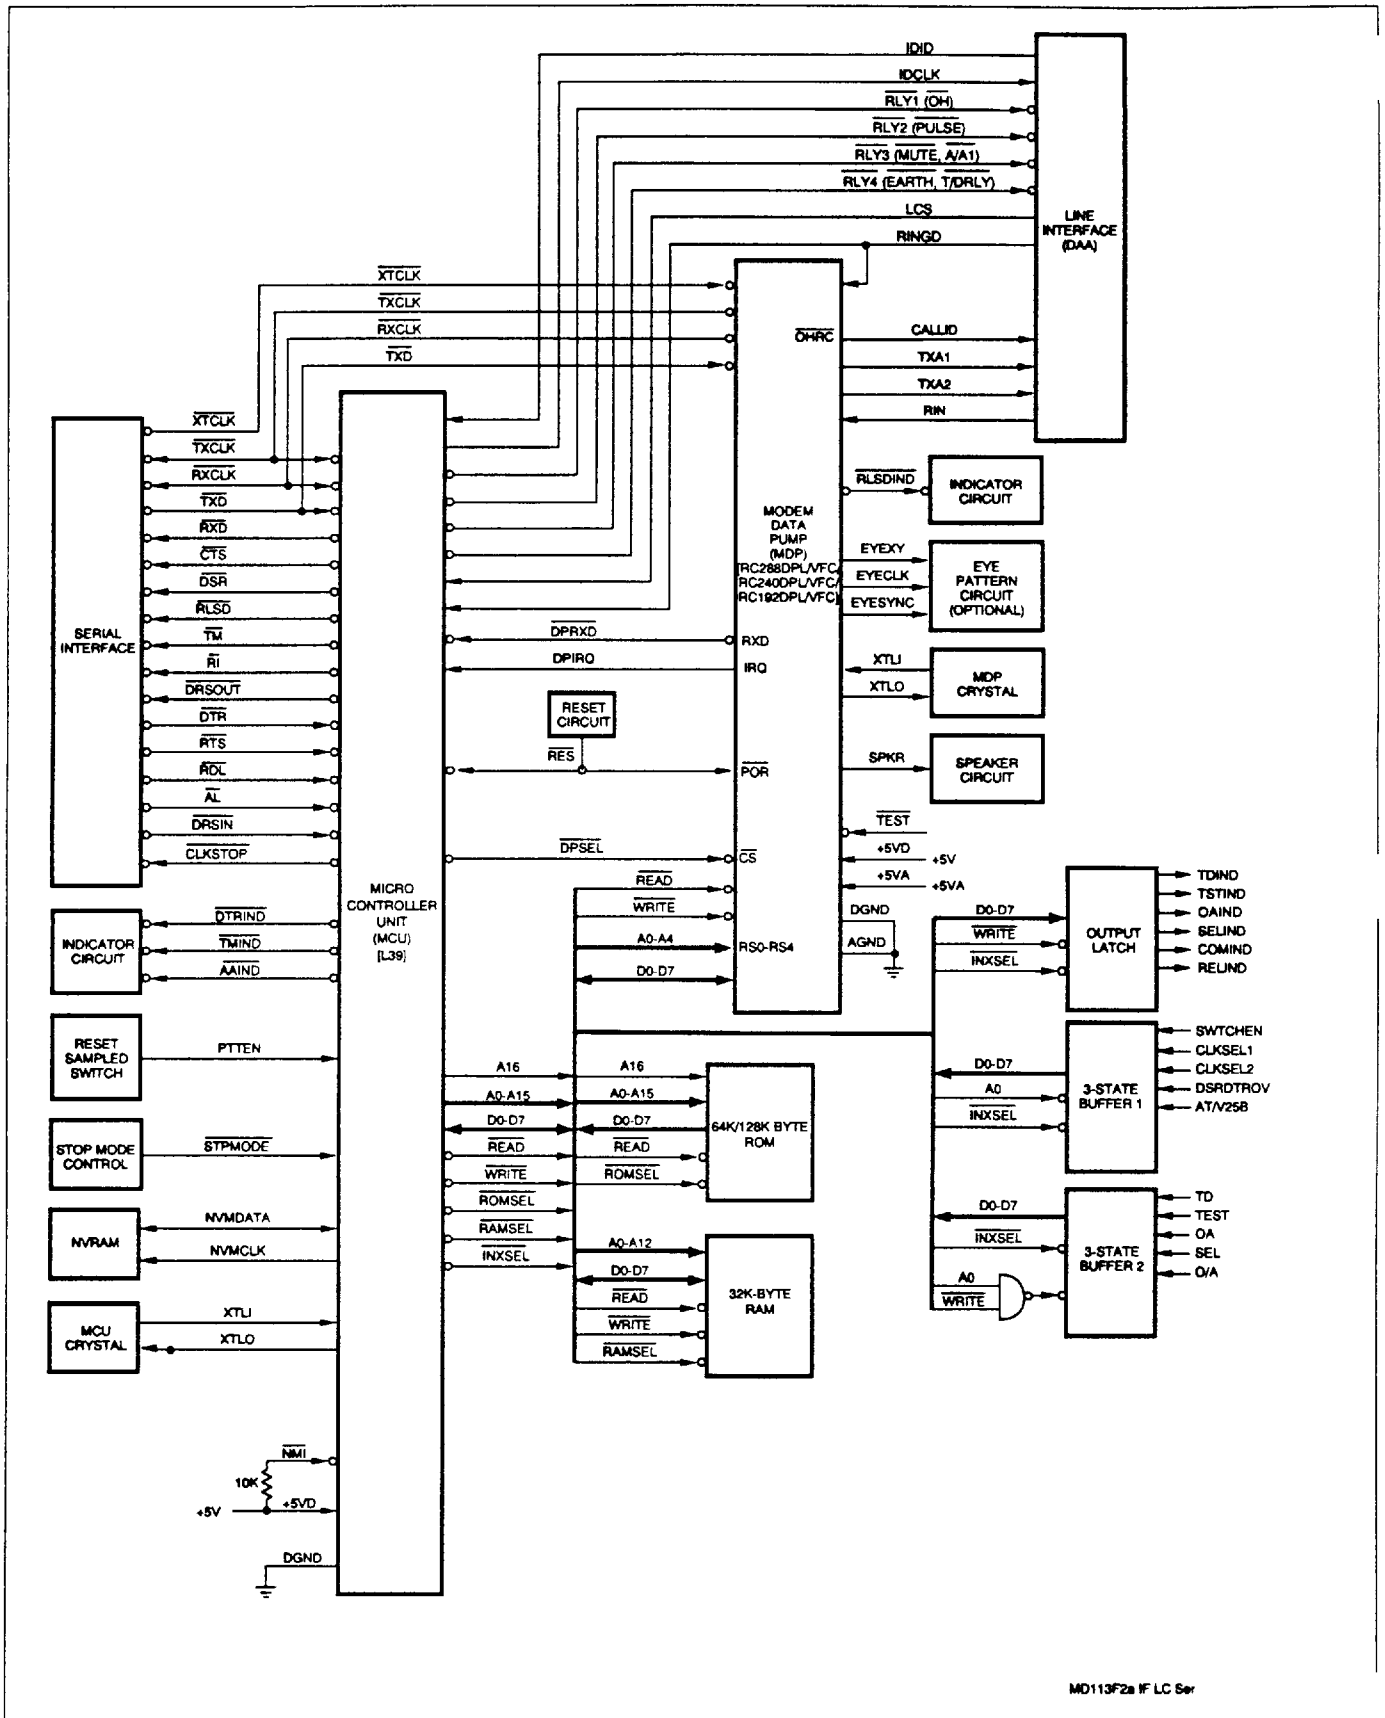 IDID
IDCLK
RLY1 (OH)
RLY2 (PULSE)
RLY3 (MUTE, A/A1)
RLY4 (EARTH, T/DRLY)
LCS
RINGD
LINE
INTERFACE
(DAA)
XTCLK
TXCLK
RXCLK
TXD
OHRC
CALLID
TXA1
TXA2
RIN
MODEM
DATA
PUMP
(MDP)
[RC288DPL/VFC/
RC240DPL/VFC/
RC192DPL/VFC]
RLSDIND
INDICATOR
CIRCUIT
EYEXY
EYECLK
EYESYNC
EYE
PATTERN
CIRCUIT
(OPTIONAL)
XTLI
XTLO
MDP
CRYSTAL
SPKR
SPEAKER
CIRCUIT
TEST
+5VD
+5V
+5VA
+5VA
DGND
AGND
SERIAL
INTERFACE
XTCLK
TXCLK
RXCLK
TXD
RXD
CTS
DSR
RLSD
TM
RI
DRSOUT
DTR
RTS
RDL
AL
DRSIN
CLKSTOP
MICRO
CONTROLLER
UNIT
(MCU)
[L39]
DPRXD
RXD
DPIRQ
IRQ
RESET
CIRCUIT
RES
POR
DPSEL
CS
READ
WRITE
A0-A4
RS0-RS4
D0-D7
INDICATOR
CIRCUIT
DTRIND
TMIND
AAIND
RESET
SAMPLED
SWITCH
PTTEN
STOP MODE
CONTROL
STPMODE
NVRAM
NVMDATA
NVMCLK
MCU
CRYSTAL
XTLI
XTLO
NMI
10K
+5V
+5VD
DGND
A16
A0-A15
D0-D7
READ
WRITE
ROMSEL
RAMSEL
INXSEL
A16
A0-A15
D0-D7
READ
ROMSEL
64K/128K BYTE
ROM
A0-A12
D0-D7
READ
WRITE
RAMSEL
32K-BYTE
RAM
D0-D7
WRITE
INXSEL
OUTPUT
LATCH
TDIND
TSTIND
OAIND
SELIND
COMIND
RELIND
D0-D7
A0
INXSEL
3-STATE
BUFFER 1
SWTCHEN
CLKSEL1
CLKSEL2
DSRDTROV
AT/V25B
D0-D7
INXSEL
A0
WRITE
3-STATE
BUFFER 2
TD
TEST
OA
SEL
O/A
MD113F2a IF LC Ser